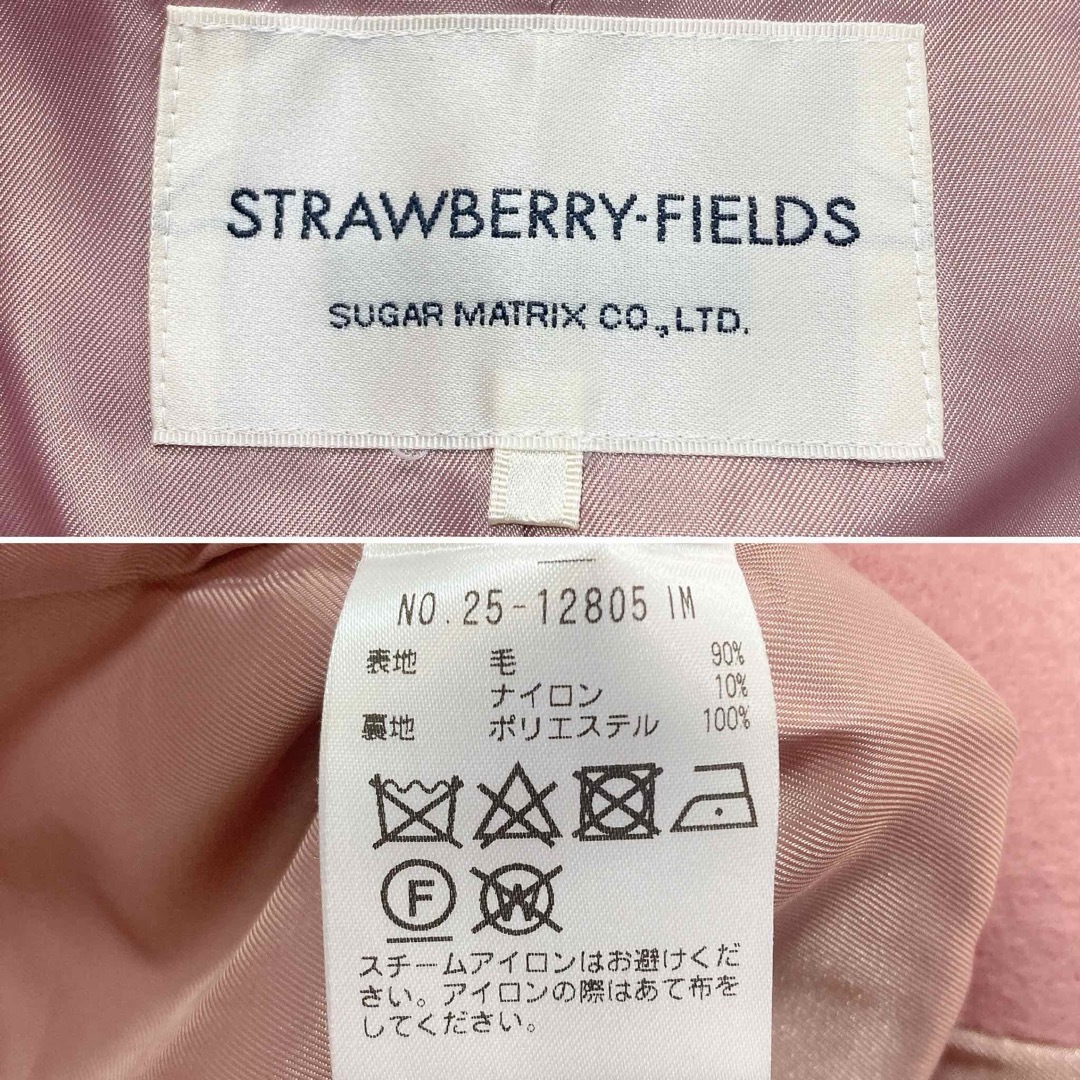 STRAWBERRY-FIELDS
SUGAR MATRIX CO.,LTD.
NO.25-12805 IM
表地 毛 90%
ナイロン 10%
裏地 ポリエステル 100%
F W
スチームアイロンはお避けくだ
さい。アイロンの際はあて布を
してください。